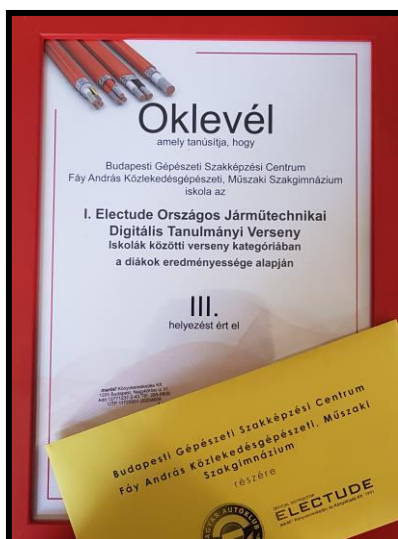 Oklevél
amely tanúsítja, hogy
Budapesti Gépészeti Szakképzési Centrum
Fáy András Közlekedésgépészeti, Műszaki Szakgimnázium
iskola az
I. Electude Országos Járműtechnikai
Digitális Tanulmányi Verseny
Iskolák közötti verseny kategóriában
a diákok eredményessége alapján
III.
helyezést ért el
Budapesti Gépészeti Szakképzési Centrum
Fáy András Közlekedésgépészeti, Műszaki
Szakgimnázium
részére
ELECTUDE
MAGYAR AUTÓKLUB